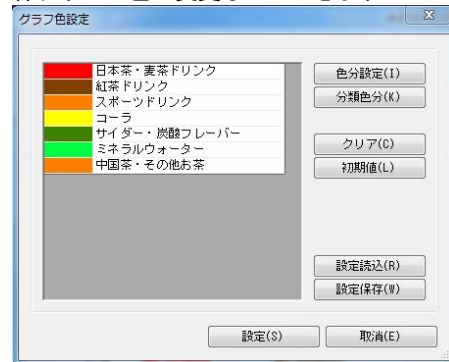 グラフ色設定
日本茶・麦茶ドリンク
紅茶ドリンク
スポーツドリンク
コーラ
サイダー・炭酸フレーバー
ミネラルウォーター
中国茶・その他お茶
色分設定(I)
分類色分(K)
クリア(C)
初期値(L)
設定読込(R)
設定保存(W)
設定(S)
取消(E)